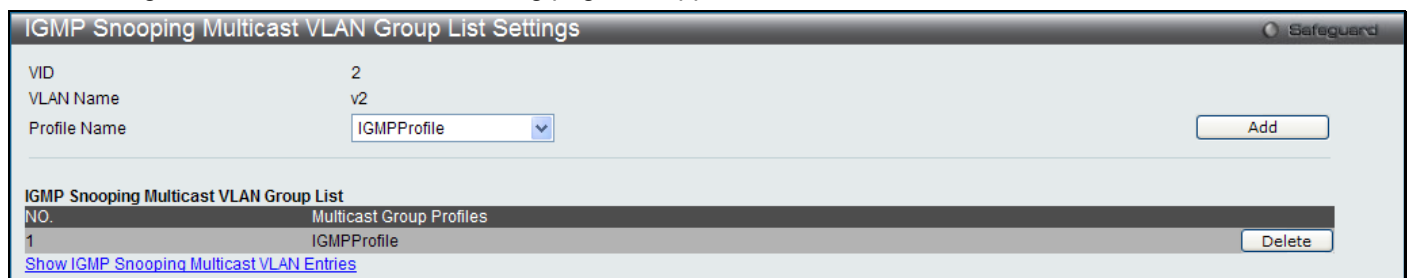 IGMP Snooping Multicast VLAN Group List Settings Safeguard
VID 2
VLAN Name v2
Profile Name IGMPProfile Add
IGMP Snooping Multicast VLAN Group List
NO. Multicast Group Profiles
1 IGMPProfile Delete
Show IGMP Snooping Multicast VLAN Entries